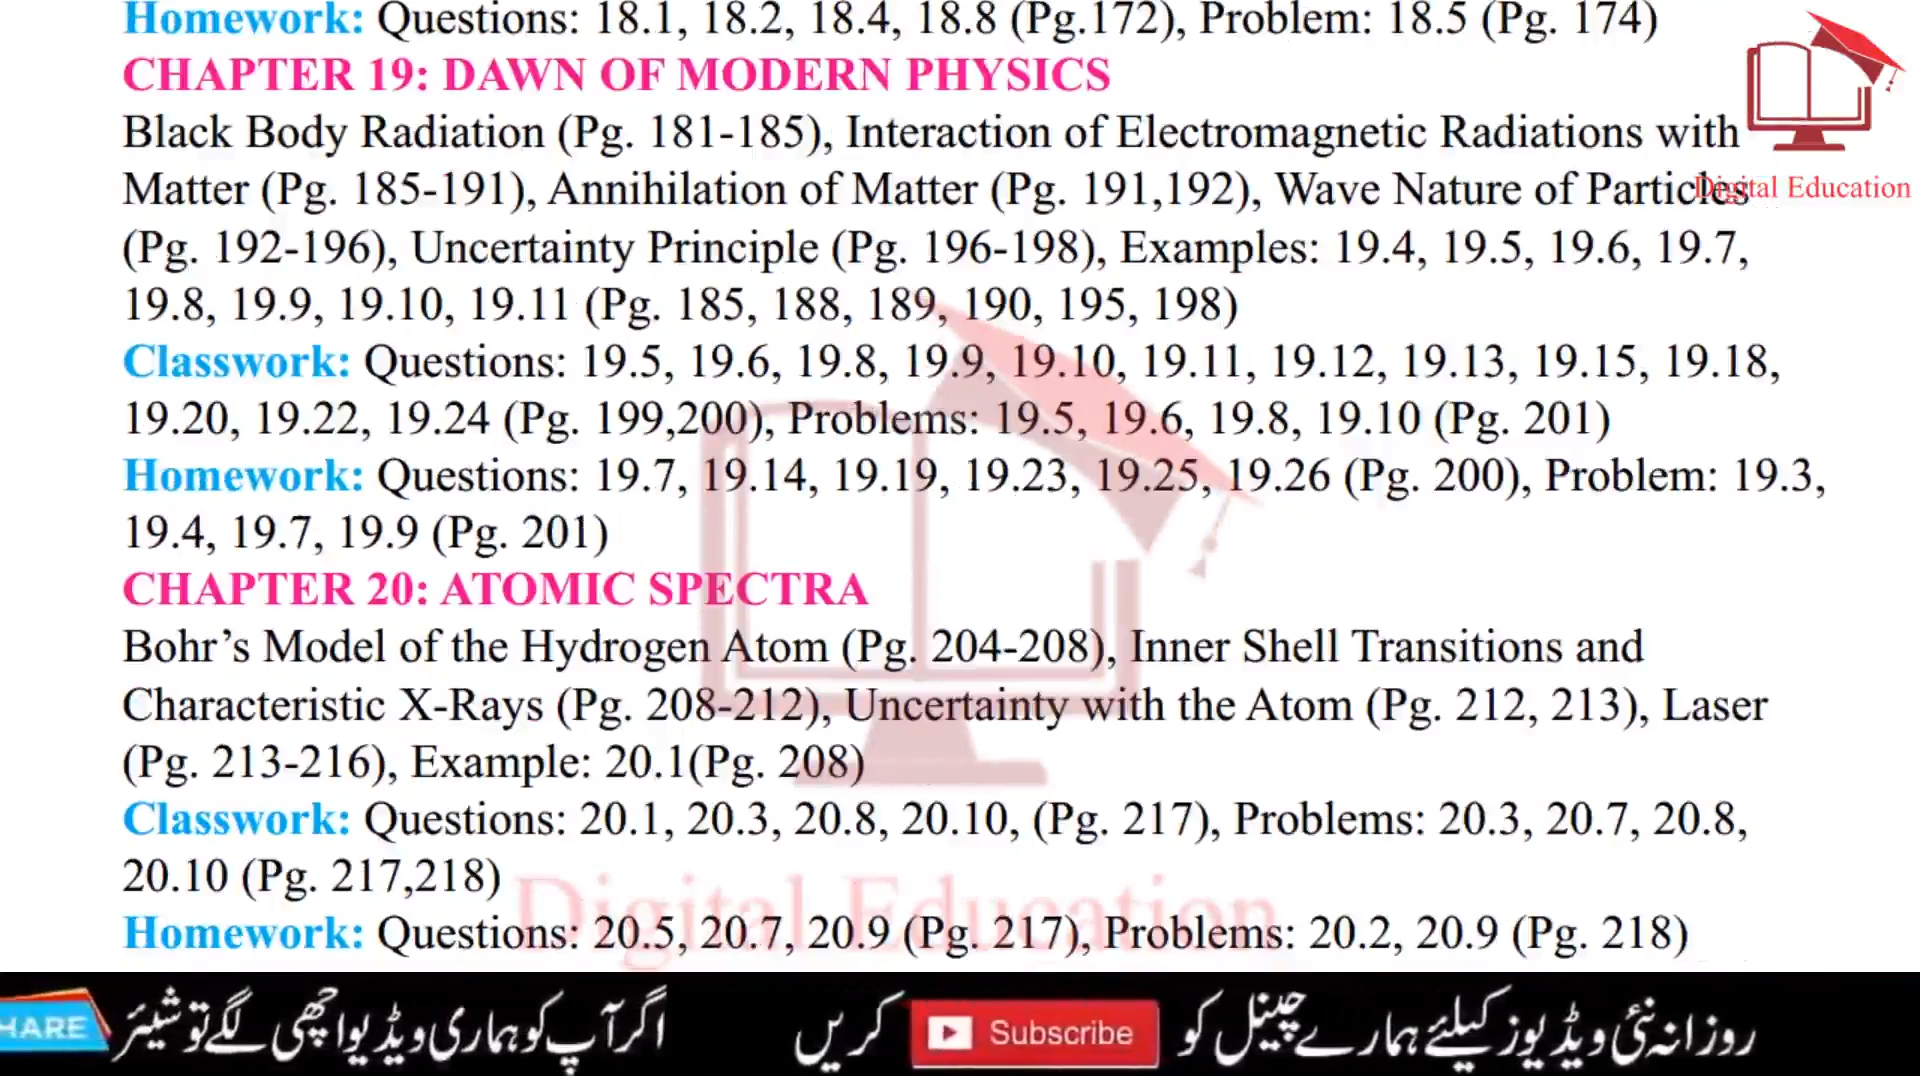 Homework: Questions: 18.1, 18.2, 18.4, 18.8 (Pg.172), Problem: 18.5 (Pg. 174)
CHAPTER 19: DAWN OF MODERN PHYSICS
Black Body Radiation (Pg. 181-185), Interaction of Electromagnetic Radiations with
Matter (Pg. 185-191), Annihilation of Matter (Pg. 191,192), Wave Nature of Particles
Digital Education
(Pg. 192-196), Uncertainty Principle (Pg. 196-198), Examples: 19.4, 19.5, 19.6, 19.7,
19.8, 19.9, 19.10, 19.11 (Pg. 185, 188, 189, 190, 195, 198)
Classwork: Questions: 19.5, 19.6, 19.8, 19.9, 19.10, 19.11, 19.12, 19.13, 19.15, 19.18,
19.20, 19.22, 19.24 (Pg. 199,200), Problems: 19.5, 19.6, 19.8, 19.10 (Pg. 201)
Homework: Questions: 19.7, 19.14, 19.19, 19.23, 19.25, 19.26 (Pg. 200), Problem: 19.3,
19.4, 19.7, 19.9 (Pg. 201)
CHAPTER 20: ATOMIC SPECTRA
Bohr’s Model of the Hydrogen Atom (Pg. 204-208), Inner Shell Transitions and
Characteristic X-Rays (Pg. 208-212), Uncertainty with the Atom (Pg. 212, 213), Laser
(Pg. 213-216), Example: 20.1(Pg. 208)
Classwork: Questions: 20.1, 20.3, 20.8, 20.10, (Pg. 217), Problems: 20.3, 20.7, 20.8,
20.10 (Pg. 217,218)
Digital Education
Homework: Questions: 20.5, 20.7, 20.9 (Pg. 217), Problems: 20.2, 20.9 (Pg. 218)
روزانہ نئی ویڈیوز کیلئے ہمارے چینل کو Subscribe کریں
اگر آپ کو ہماری ویڈیو اچھی لگے تو شیئر HARE